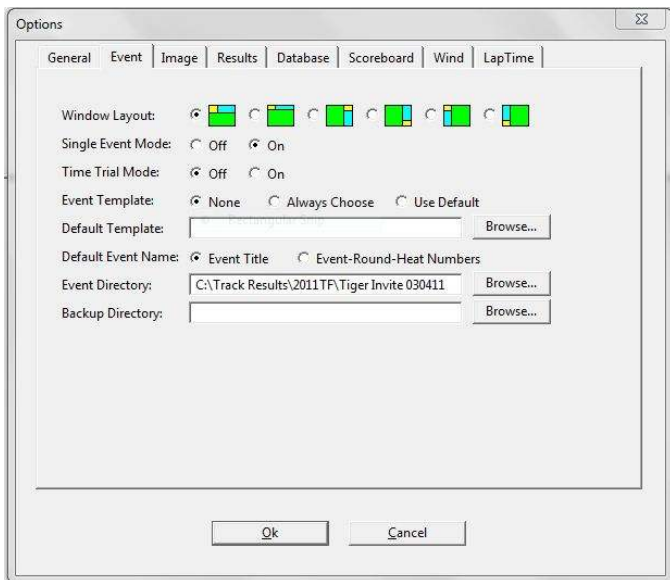 Options
General Event Image Results Database Scoreboard Wind LapTime
Window Layout:
Single Event Mode: Off On
Time Trial Mode: Off On
Event Template: None Always Choose Use Default
Rectangular Snip
Default Template: Browse...
Default Event Name: Event Title Event-Round-Heat Numbers
Event Directory: C:\Track Results\2011TF\Tiger Invite 030411 Browse...
Backup Directory: Browse...
Ok Cancel